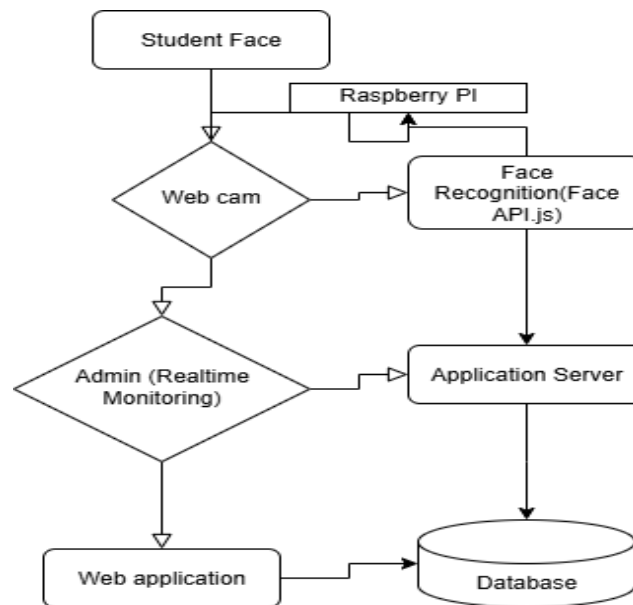 Student Face
Raspberry PI
Web cam
Face
Recognition(Face
API.js)
Admin (Realtime
Monitoring)
Application Server
Web application
Database